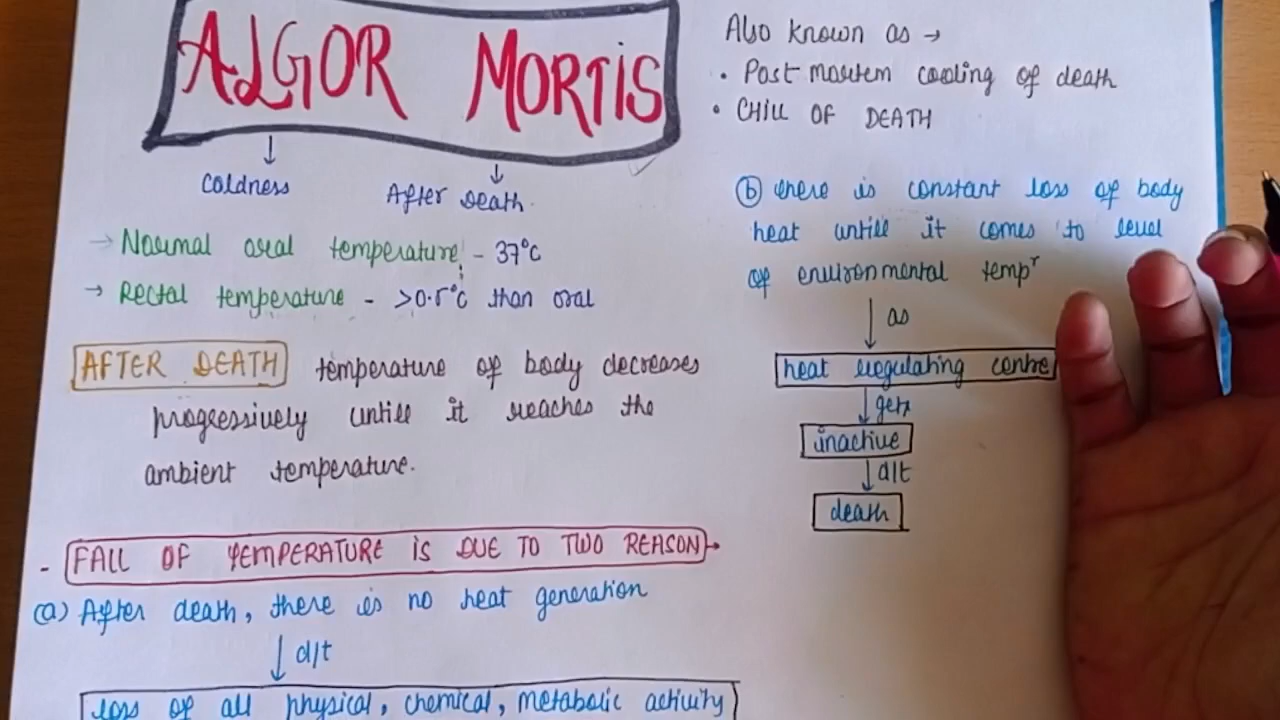 ALGOR MORTIS
coldness
After death.
→ Normal oral temperature - 37°C
→ Rectal temperature - >0.5°C than oral
AFTER DEATH temperature of body decreases
progressively untill it reaches the
ambient temperature.
- FALL OF TEMPERATURE IS DUE TO TWO REASON →
(a) After death, there is no heat generation
↓ d/t
loss of all physical, chemical, metabolic activity
Also known as →
• Post mortem cooling of death
• CHILL OF DEATH
(b) there is constant loss of body
heat untill it comes to level
of environmental tempr
↓ as
heat regulating centre
↓ gets
inactive
↓ d/t
death